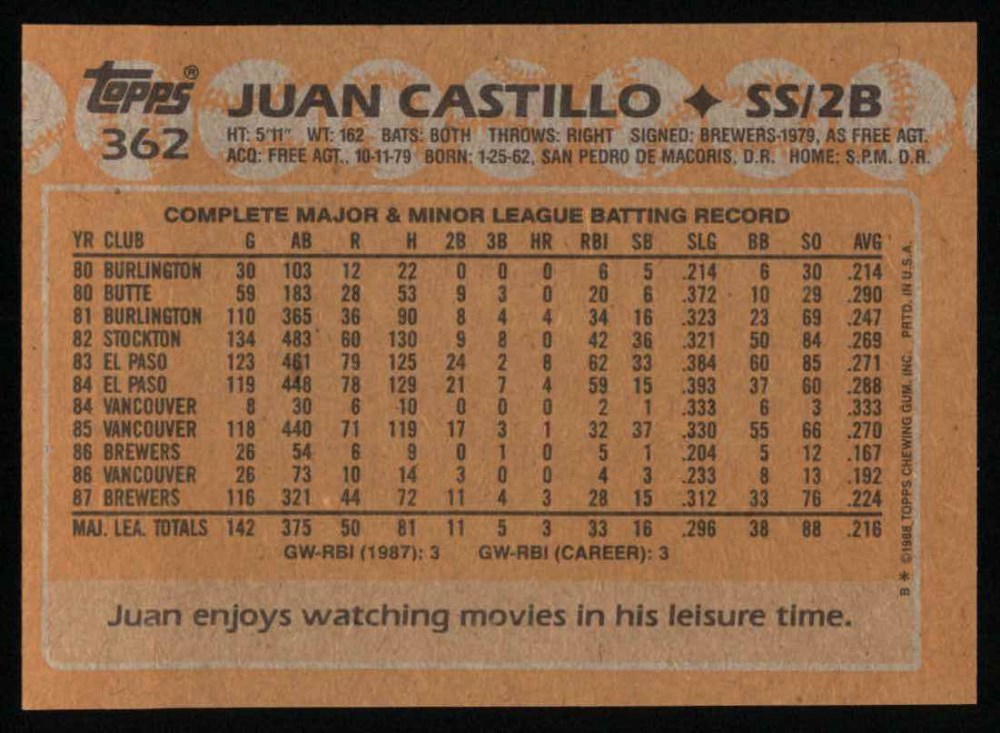 topps®
JUAN CASTILLO ✦ SS/2B
362
HT: 5'11" WT: 162 BATS: BOTH THROWS: RIGHT SIGNED: BREWERS-1979, AS FREE AGT.
ACQ: FREE AGT., 10-11-79 BORN: 1-25-62, SAN PEDRO DE MACORIS, D.R. HOME: S.P.M. D.R.
COMPLETE MAJOR & MINOR LEAGUE BATTING RECORD
YR CLUB G AB R H 2B 3B HR RBI SB SLG BB SO AVG
80 BURLINGTON 30 103 12 22 0 0 0 6 5 .214 6 30 .214
80 BUTTE 59 183 28 53 9 3 0 20 6 .372 10 29 .290
81 BURLINGTON 110 365 36 90 8 4 4 34 16 .323 23 69 .247
82 STOCKTON 134 483 60 130 9 8 0 42 36 .321 50 84 .269
83 EL PASO 123 461 79 125 24 2 8 62 33 .384 60 85 .271
84 EL PASO 119 448 78 129 21 7 4 59 15 .393 37 60 .288
84 VANCOUVER 8 30 6 10 0 0 0 2 1 .333 6 3 .333
85 VANCOUVER 118 440 71 119 17 3 1 32 37 .330 55 66 .270
86 BREWERS 26 54 6 9 0 1 0 5 1 .204 5 12 .167
86 VANCOUVER 26 73 10 14 3 0 0 4 3 .233 8 13 .192
87 BREWERS 116 321 44 72 11 4 3 28 15 .312 33 76 .224
MAJ. LEA. TOTALS 142 375 50 81 11 5 3 33 16 .296 38 88 .216
GW-RBI (1987): 3 GW-RBI (CAREER): 3
Juan enjoys watching movies in his leisure time.
B * ©1988 TOPPS CHEWING GUM, INC. PRTD. IN U.S.A.